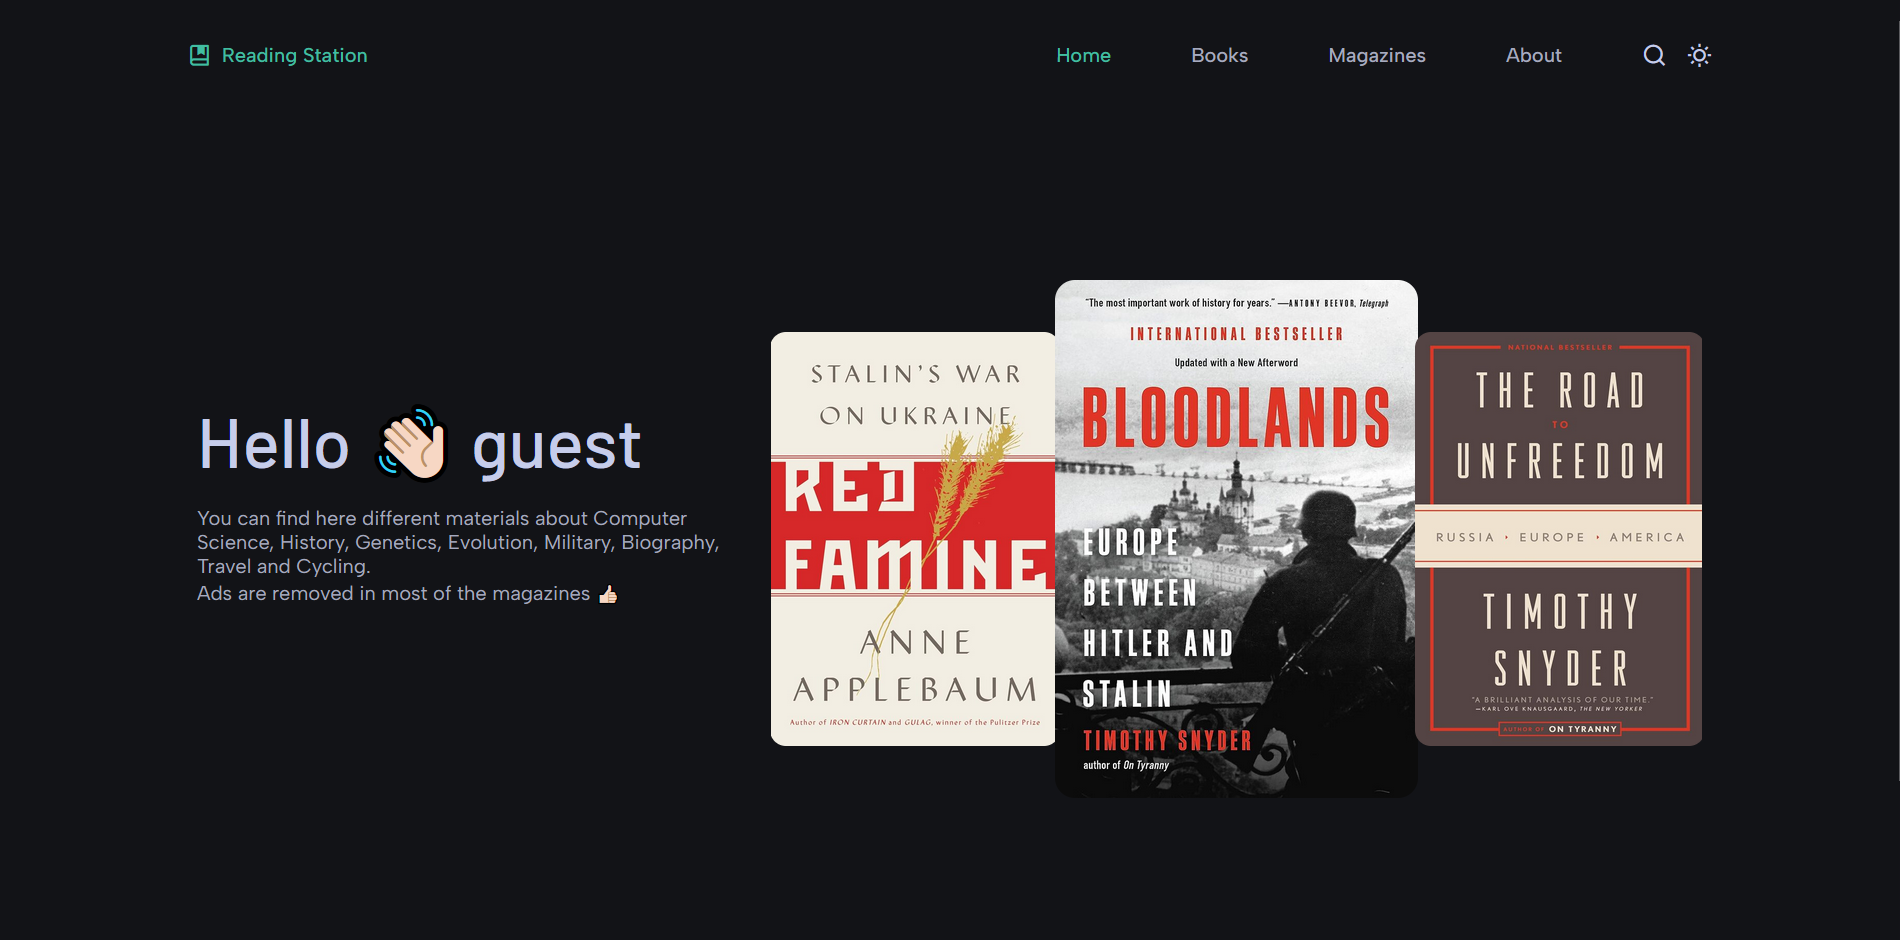 Reading Station
Home
Books
Magazines
About
Hello 👋🏻 guest
You can find here different materials about Computer
Science, History, Genetics, Evolution, Military, Biography,
Travel and Cycling.
Ads are removed in most of the magazines 👍🏻
STALIN'S WAR
ON UKRAINE
RED
FAMINE
ANNE
APPLEBAUM
Author of IRON CURTAIN and GULAG, winner of the Pulitzer Prize
“The most important work of history for years.” —ANTONY BEEVOR, Telegraph
INTERNATIONAL BESTSELLER
Updated with a New Afterword
BLOODLANDS
EUROPE
BETWEEN
HITLER AND
STALIN
TIMOTHY SNYDER
author of On Tyranny
NATIONAL BESTSELLER
THE ROAD
TO
UNFREEDOM
RUSSIA · EUROPE · AMERICA
TIMOTHY
SNYDER
“A BRILLIANT ANALYSIS OF OUR TIME.”
—KARL OVE KNAUSGAARD, THE NEW YORKER
AUTHOR OF ON TYRANNY